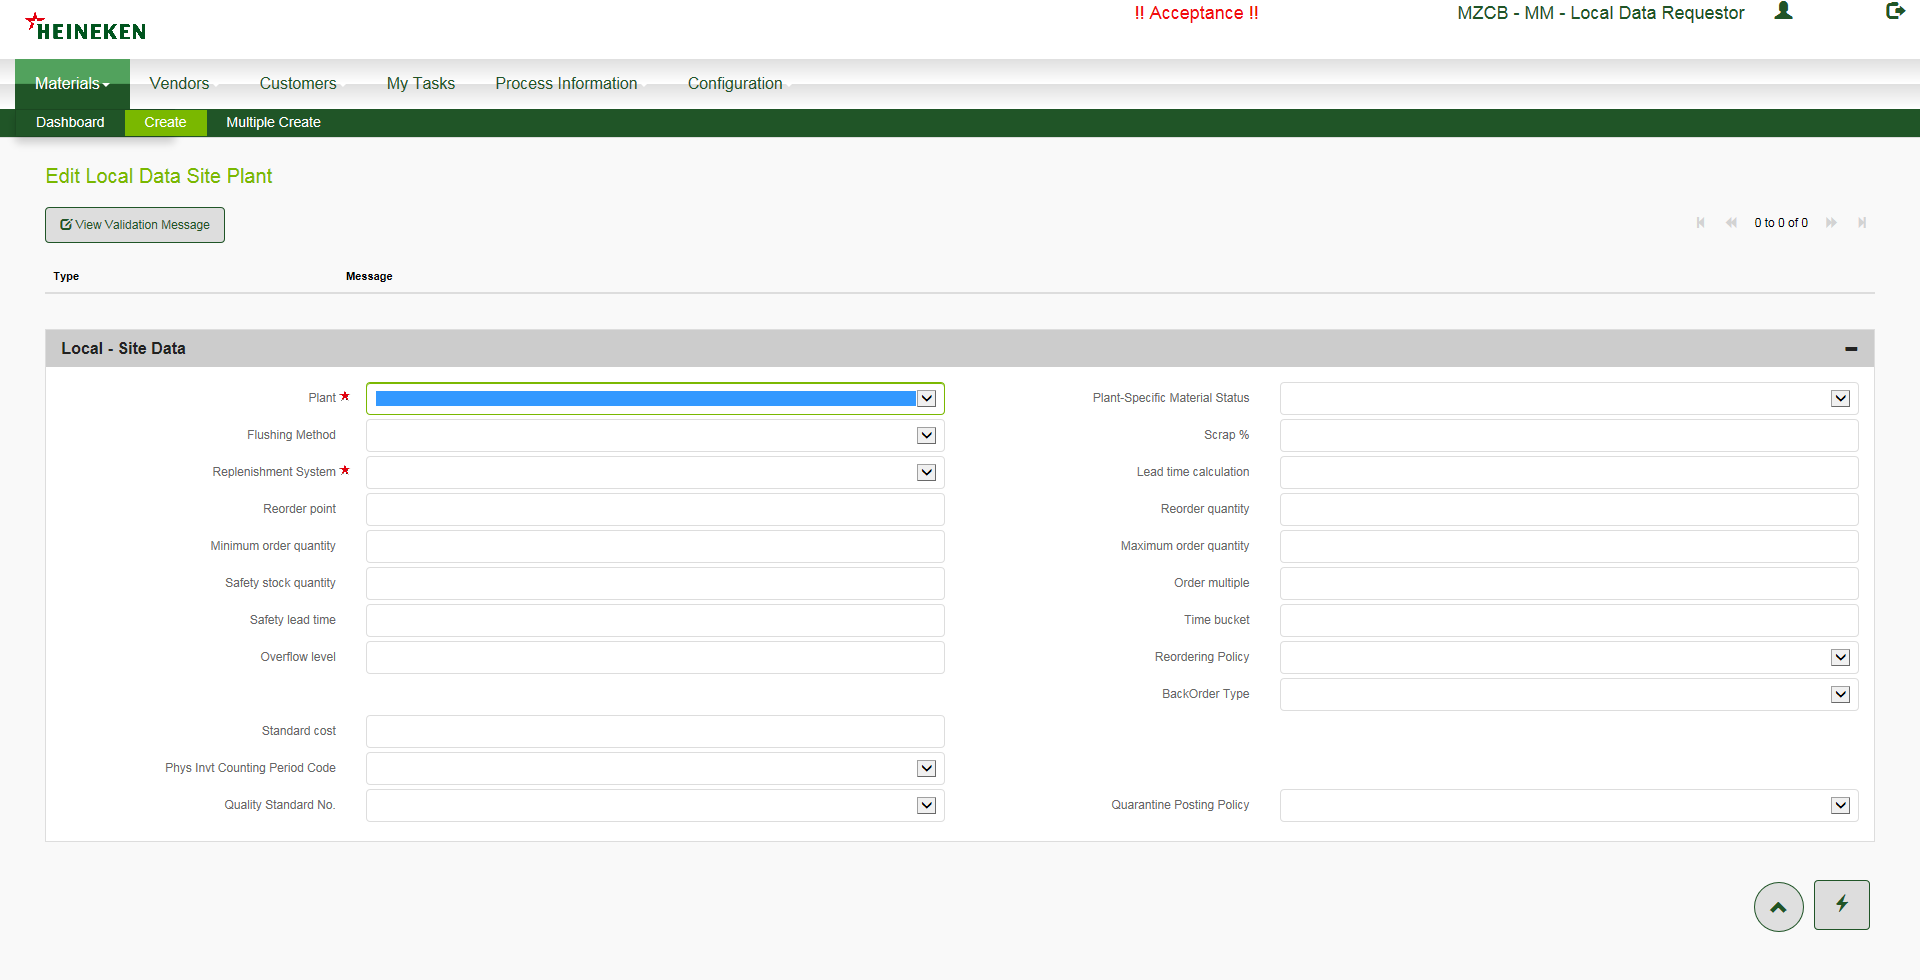 HEINEKEN
!! Acceptance !!
MZCB - MM - Local Data Requestor
Materials
Vendors
Customers
My Tasks
Process Information
Configuration
Dashboard
Create
Multiple Create
Edit Local Data Site Plant
View Validation Message
0 to 0 of 0
Type
Message
Local - Site Data
Plant
Plant-Specific Material Status
Flushing Method
Scrap %
Replenishment System
Lead time calculation
Reorder point
Reorder quantity
Minimum order quantity
Maximum order quantity
Safety stock quantity
Order multiple
Safety lead time
Time bucket
Overflow level
Reordering Policy
BackOrder Type
Standard cost
Phys Invt Counting Period Code
Quality Standard No.
Quarantine Posting Policy